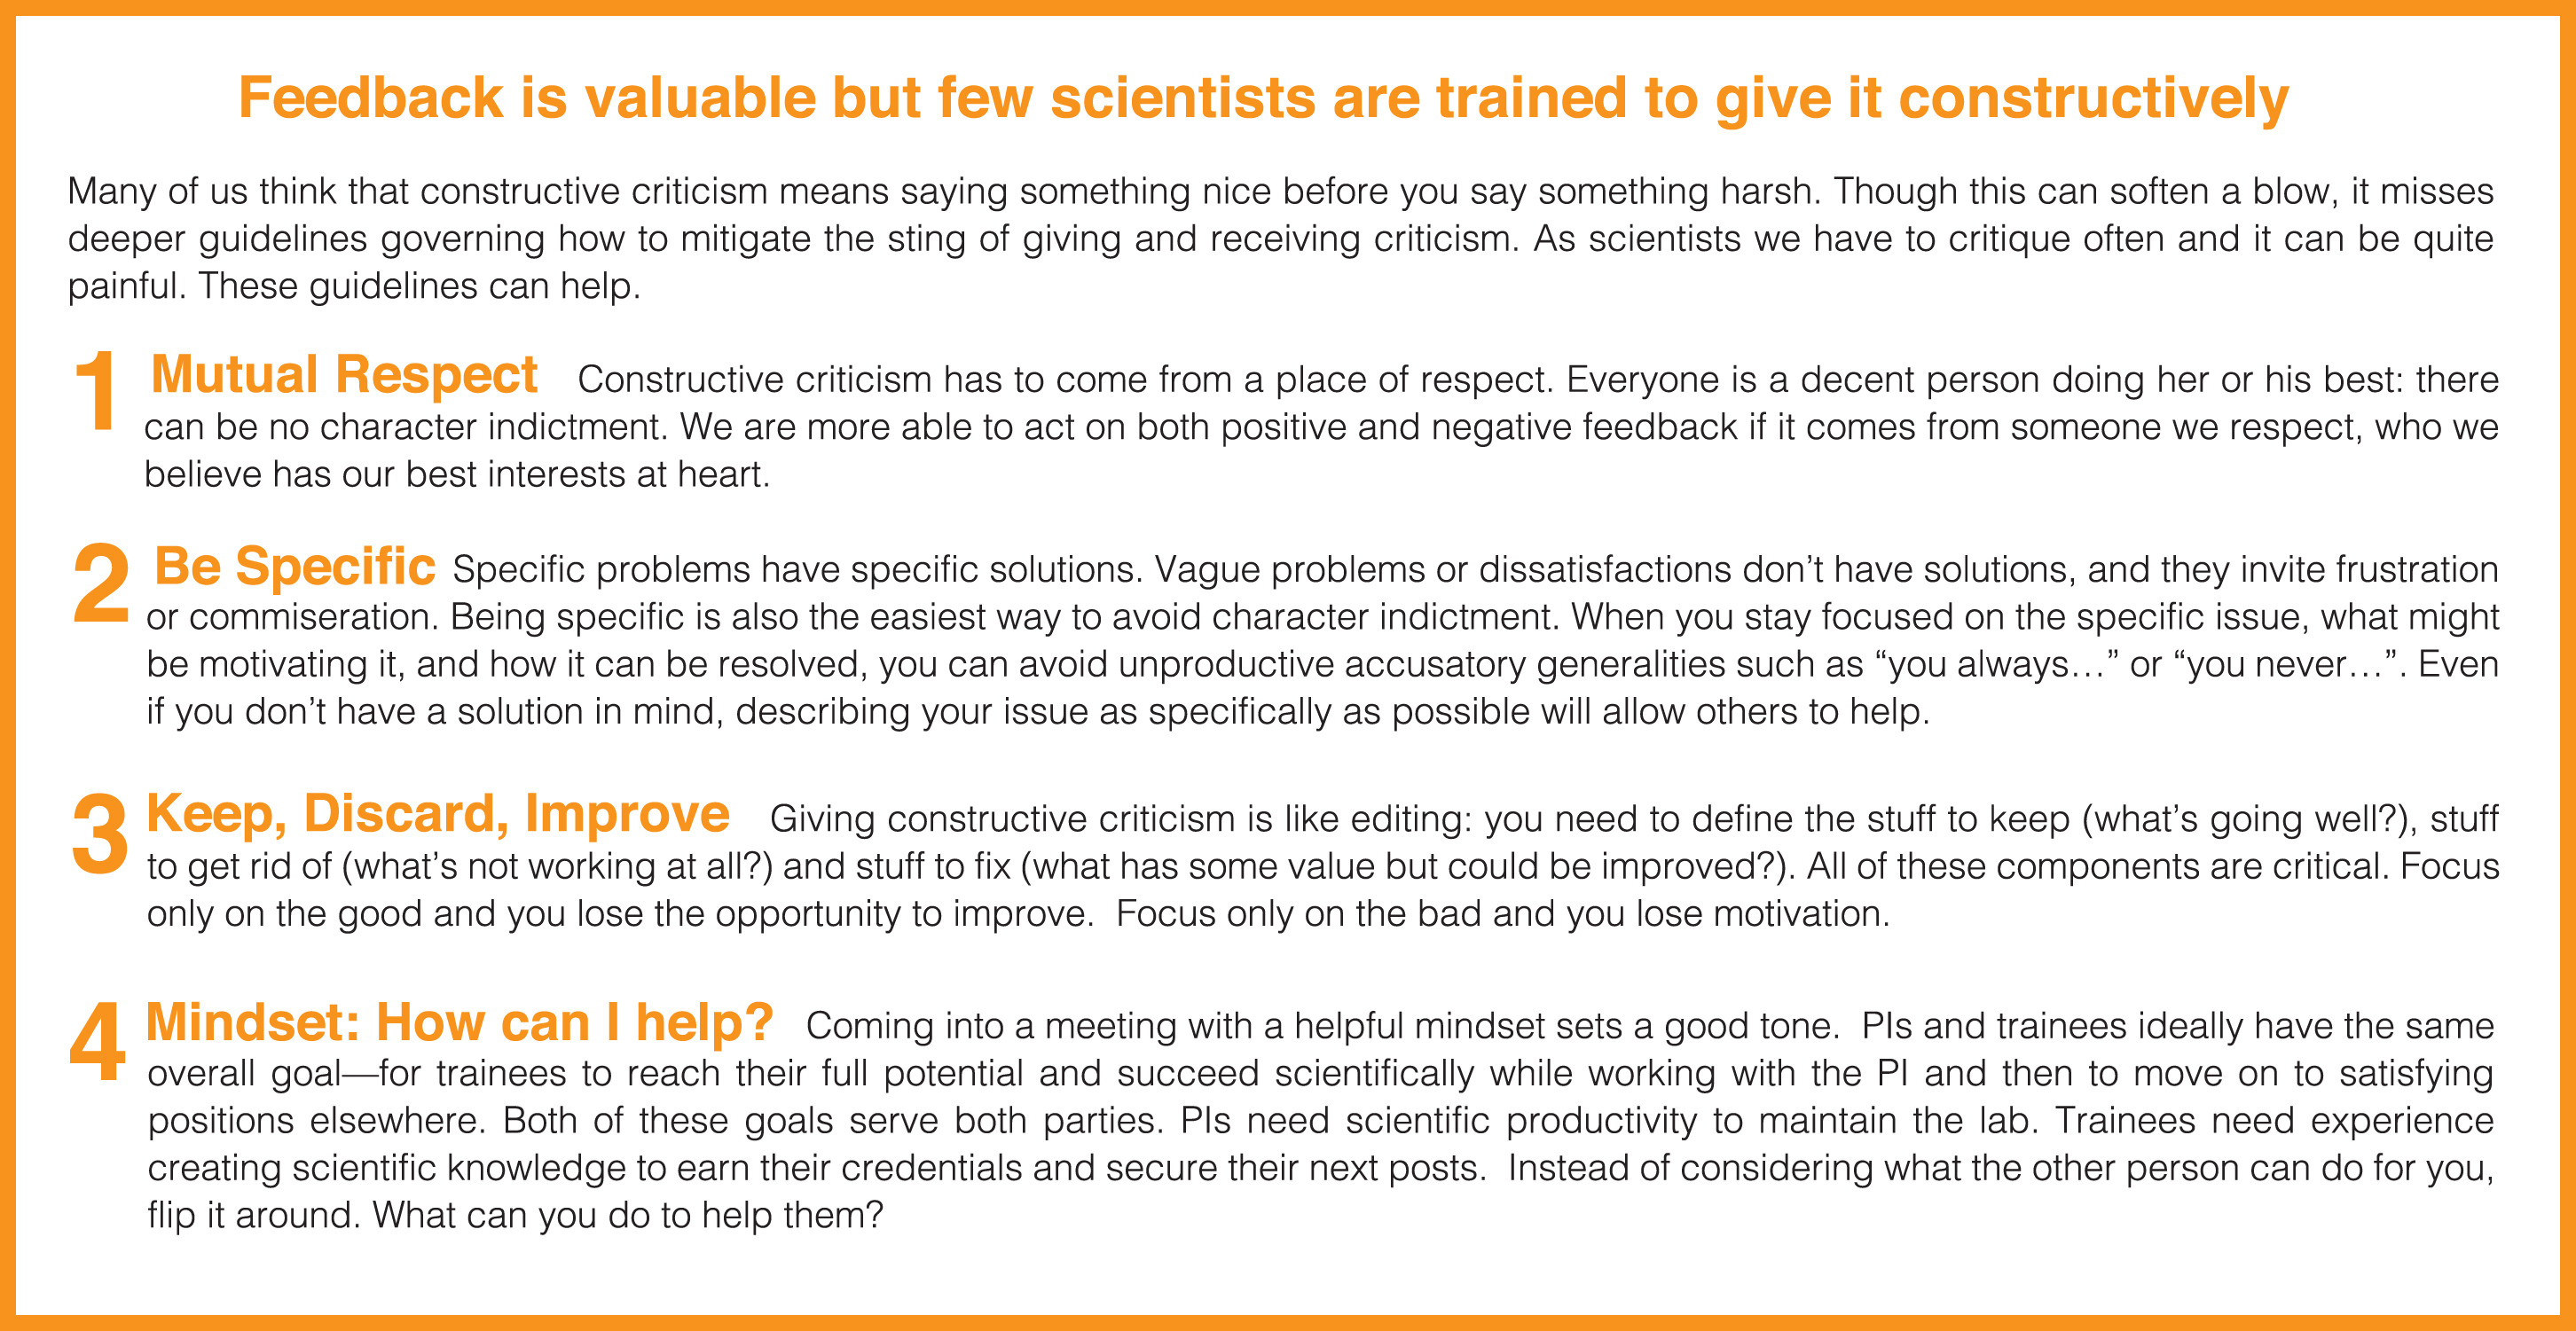 Feedback is valuable but few scientists are trained to give it constructively
Many of us think that constructive criticism means saying something nice before you say something harsh. Though this can soften a blow, it misses
deeper guidelines governing how to mitigate the sting of giving and receiving criticism. As scientists we have to critique often and it can be quite
painful. These guidelines can help.
1 Mutual Respect Constructive criticism has to come from a place of respect. Everyone is a decent person doing her or his best: there
can be no character indictment. We are more able to act on both positive and negative feedback if it comes from someone we respect, who we
believe has our best interests at heart.
2 Be Specific Specific problems have specific solutions. Vague problems or dissatisfactions don’t have solutions, and they invite frustration
or commiseration. Being specific is also the easiest way to avoid character indictment. When you stay focused on the specific issue, what might
be motivating it, and how it can be resolved, you can avoid unproductive accusatory generalities such as “you always…” or “you never…”. Even
if you don’t have a solution in mind, describing your issue as specifically as possible will allow others to help.
3 Keep, Discard, Improve Giving constructive criticism is like editing: you need to define the stuff to keep (what’s going well?), stuff
to get rid of (what’s not working at all?) and stuff to fix (what has some value but could be improved?). All of these components are critical. Focus
only on the good and you lose the opportunity to improve.  Focus only on the bad and you lose motivation.
4 Mindset: How can I help? Coming into a meeting with a helpful mindset sets a good tone.  PIs and trainees ideally have the same
overall goal—for trainees to reach their full potential and succeed scientifically while working with the PI and then to move on to satisfying
positions elsewhere. Both of these goals serve both parties. PIs need scientific productivity to maintain the lab. Trainees need experience
creating scientific knowledge to earn their credentials and secure their next posts.  Instead of considering what the other person can do for you,
flip it around. What can you do to help them?